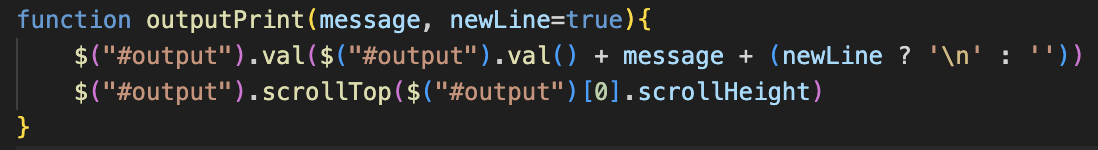 function outputPrint(message, newLine=true){
    $("#output").val($("#output").val() + message + (newLine ? '\n' : ''))
    $("#output").scrollTop($("#output")[0].scrollHeight)
}